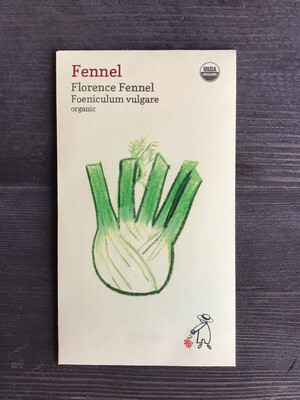 Fennel
Florence Fennel
Foeniculum vulgare
organic
USDA
ORGANIC